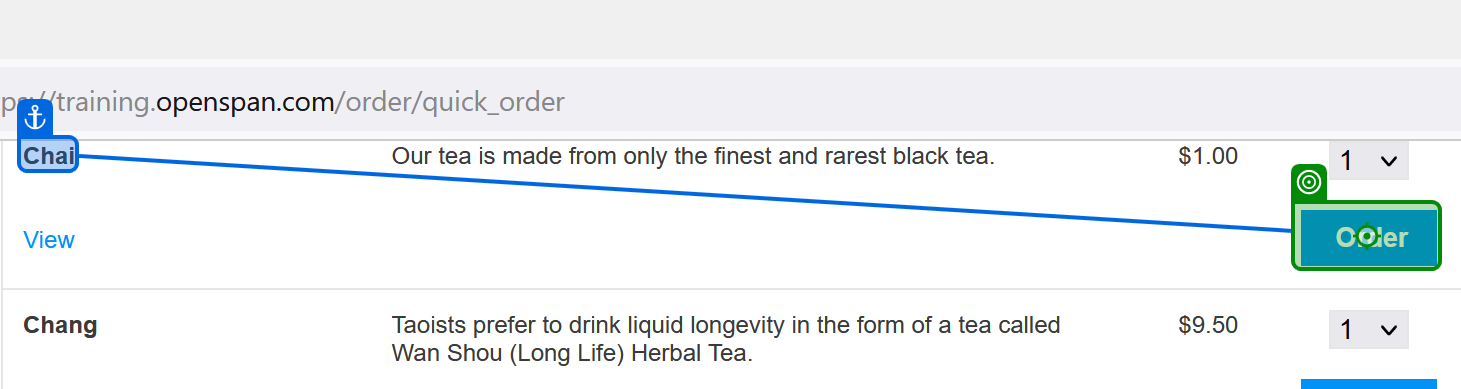 ps://training.openspan.com/order/quick_order
Chai Our tea is made from only the finest and rarest black tea. $1.00 1
View Order
Chang Taoists prefer to drink liquid longevity in the form of a tea called $9.50 1
Wan Shou (Long Life) Herbal Tea.